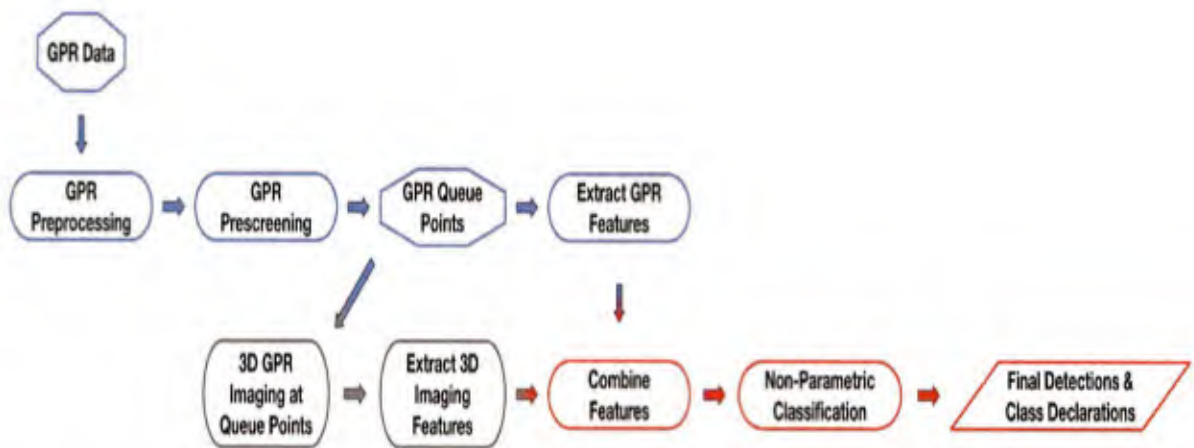 GPR Data
GPR
Preprocessing
GPR
Prescreening
GPR Queue
Points
Extract GPR
Features
3D GPR
Imaging at
Queue Points
Extract 3D
Imaging
Features
Combine
Features
Non-Parametric
Classification
Final Detections &
Class Declarations